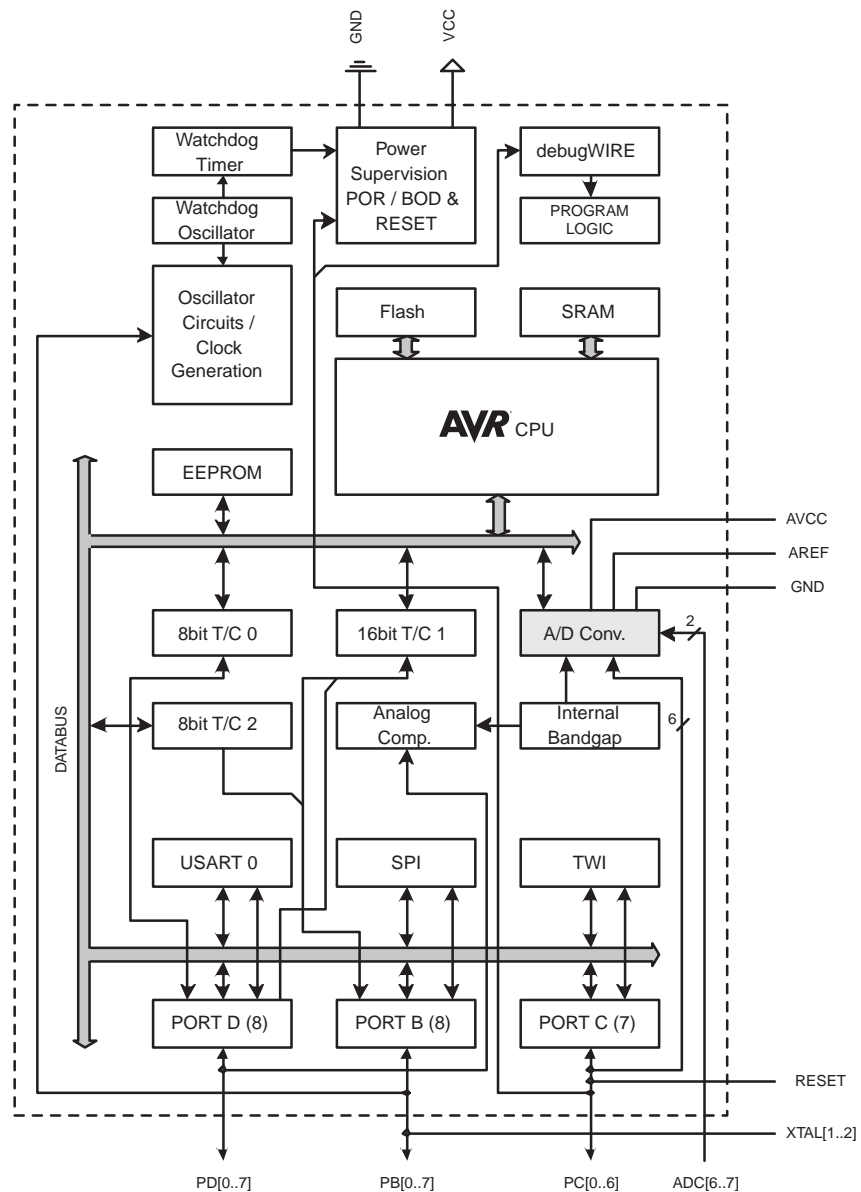 GND
VCC
Watchdog
Timer
Power
Supervision
POR / BOD &
RESET
debugWIRE
Watchdog
Oscillator
PROGRAM
LOGIC
Oscillator
Circuits /
Clock
Generation
Flash
SRAM
AVR CPU
EEPROM
AVCC
AREF
GND
8bit T/C 0
16bit T/C 1
A/D Conv.
2
DATABUS
8bit T/C 2
Analog
Comp.
Internal
Bandgap
6
USART 0
SPI
TWI
PORT D (8)
PORT B (8)
PORT C (7)
RESET
XTAL[1..2]
PD[0..7]
PB[0..7]
PC[0..6]
ADC[6..7]